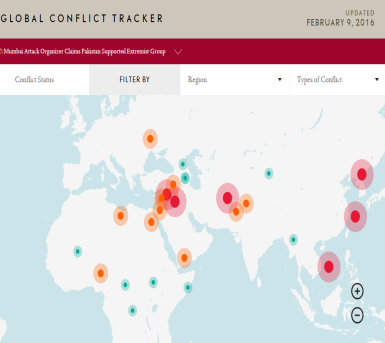 GLOBAL CONFLICT TRACKER
UPDATED
FEBRUARY 9, 2016
Mumbai Attack Organizer Claims Pakistan Supported Extremist Group
Conflict Status
FILTER BY
Region
Types of Conflict